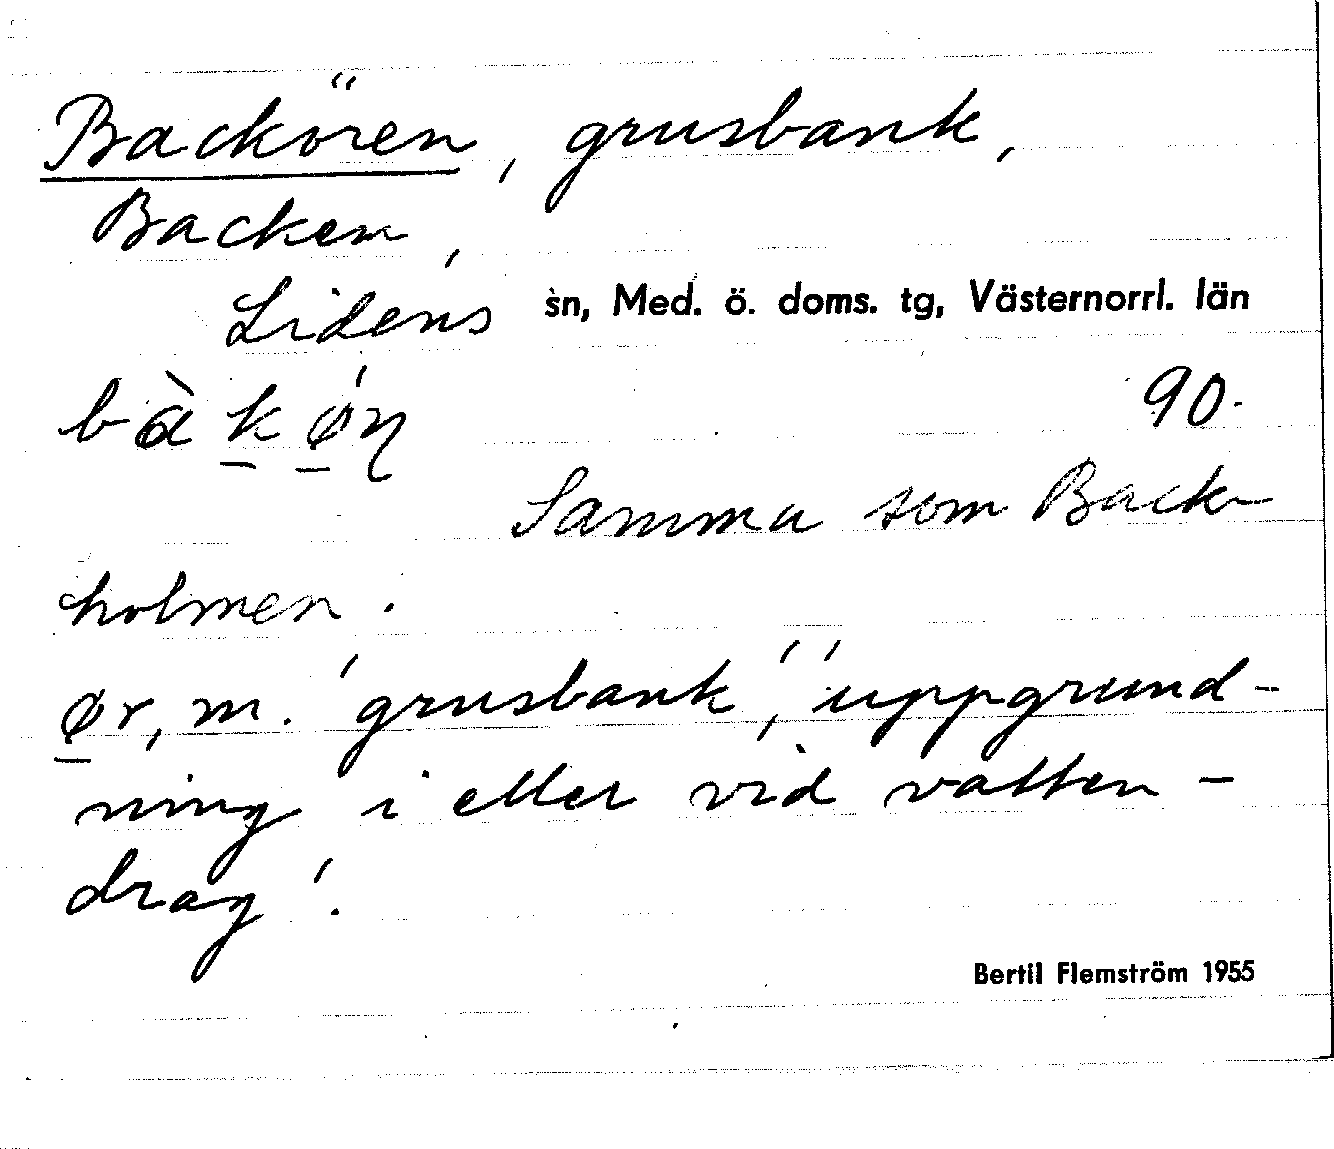 Backören, grusbank,
Backen,
Lidens sn, Med. ö. doms. tg, Västernorrl. län
bàkǿn 90.
Samma som Back-
holmen.
ør, m. 'grusbank', 'uppgrund-
ning i eller vid vatten-
drag'.
Bertil Flemström 1955